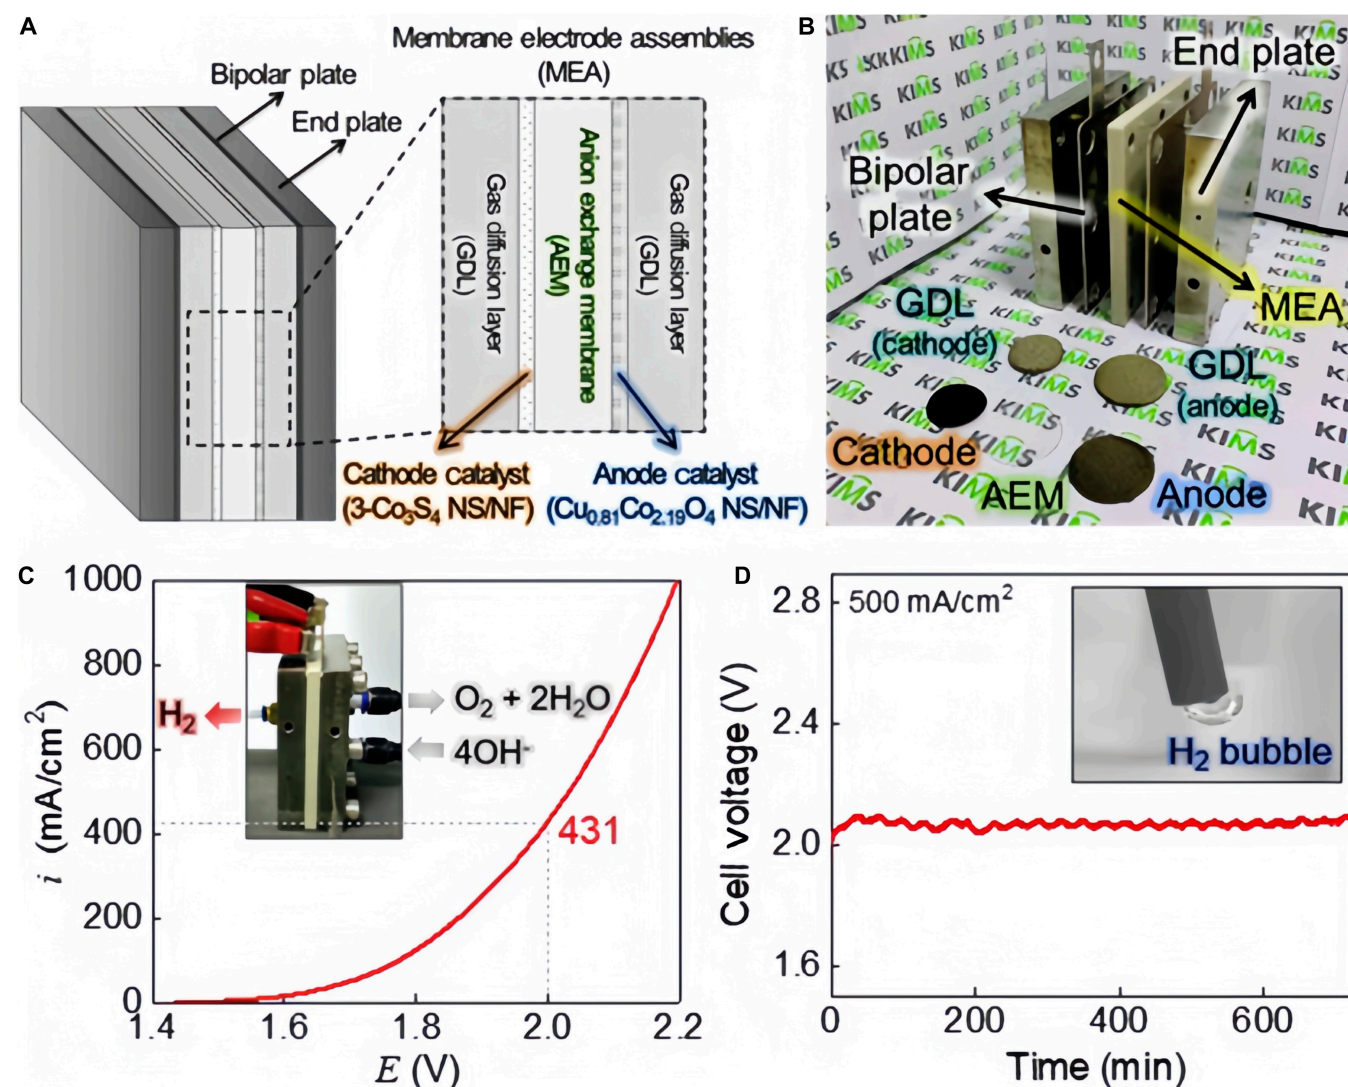 A
Membrane electrode assemblies
(MEA)
Bipolar plate
End plate
Gas diffusion layer
(GDL)
Anion exchange membrane
(AEM)
Gas diffusion layer
(GDL)
Cathode catalyst
(3-Co₃S₄ NS/NF)
Anode catalyst
(Cu₀.₈₁Co₂.₁₉O₄ NS/NF)
B
KIMS
End plate
Bipolar
plate
MEA
GDL
(cathode)
GDL
(anode)
Cathode
AEM
Anode
C
i (mA/cm²)
1000
800
600
400
200
0
H₂
O₂ + 2H₂O
4OH⁻
431
1.4
1.6
1.8
2.0
2.2
E (V)
D
Cell voltage (V)
2.8
2.4
2.0
1.6
500 mA/cm²
H₂ bubble
0
200
400
600
Time (min)